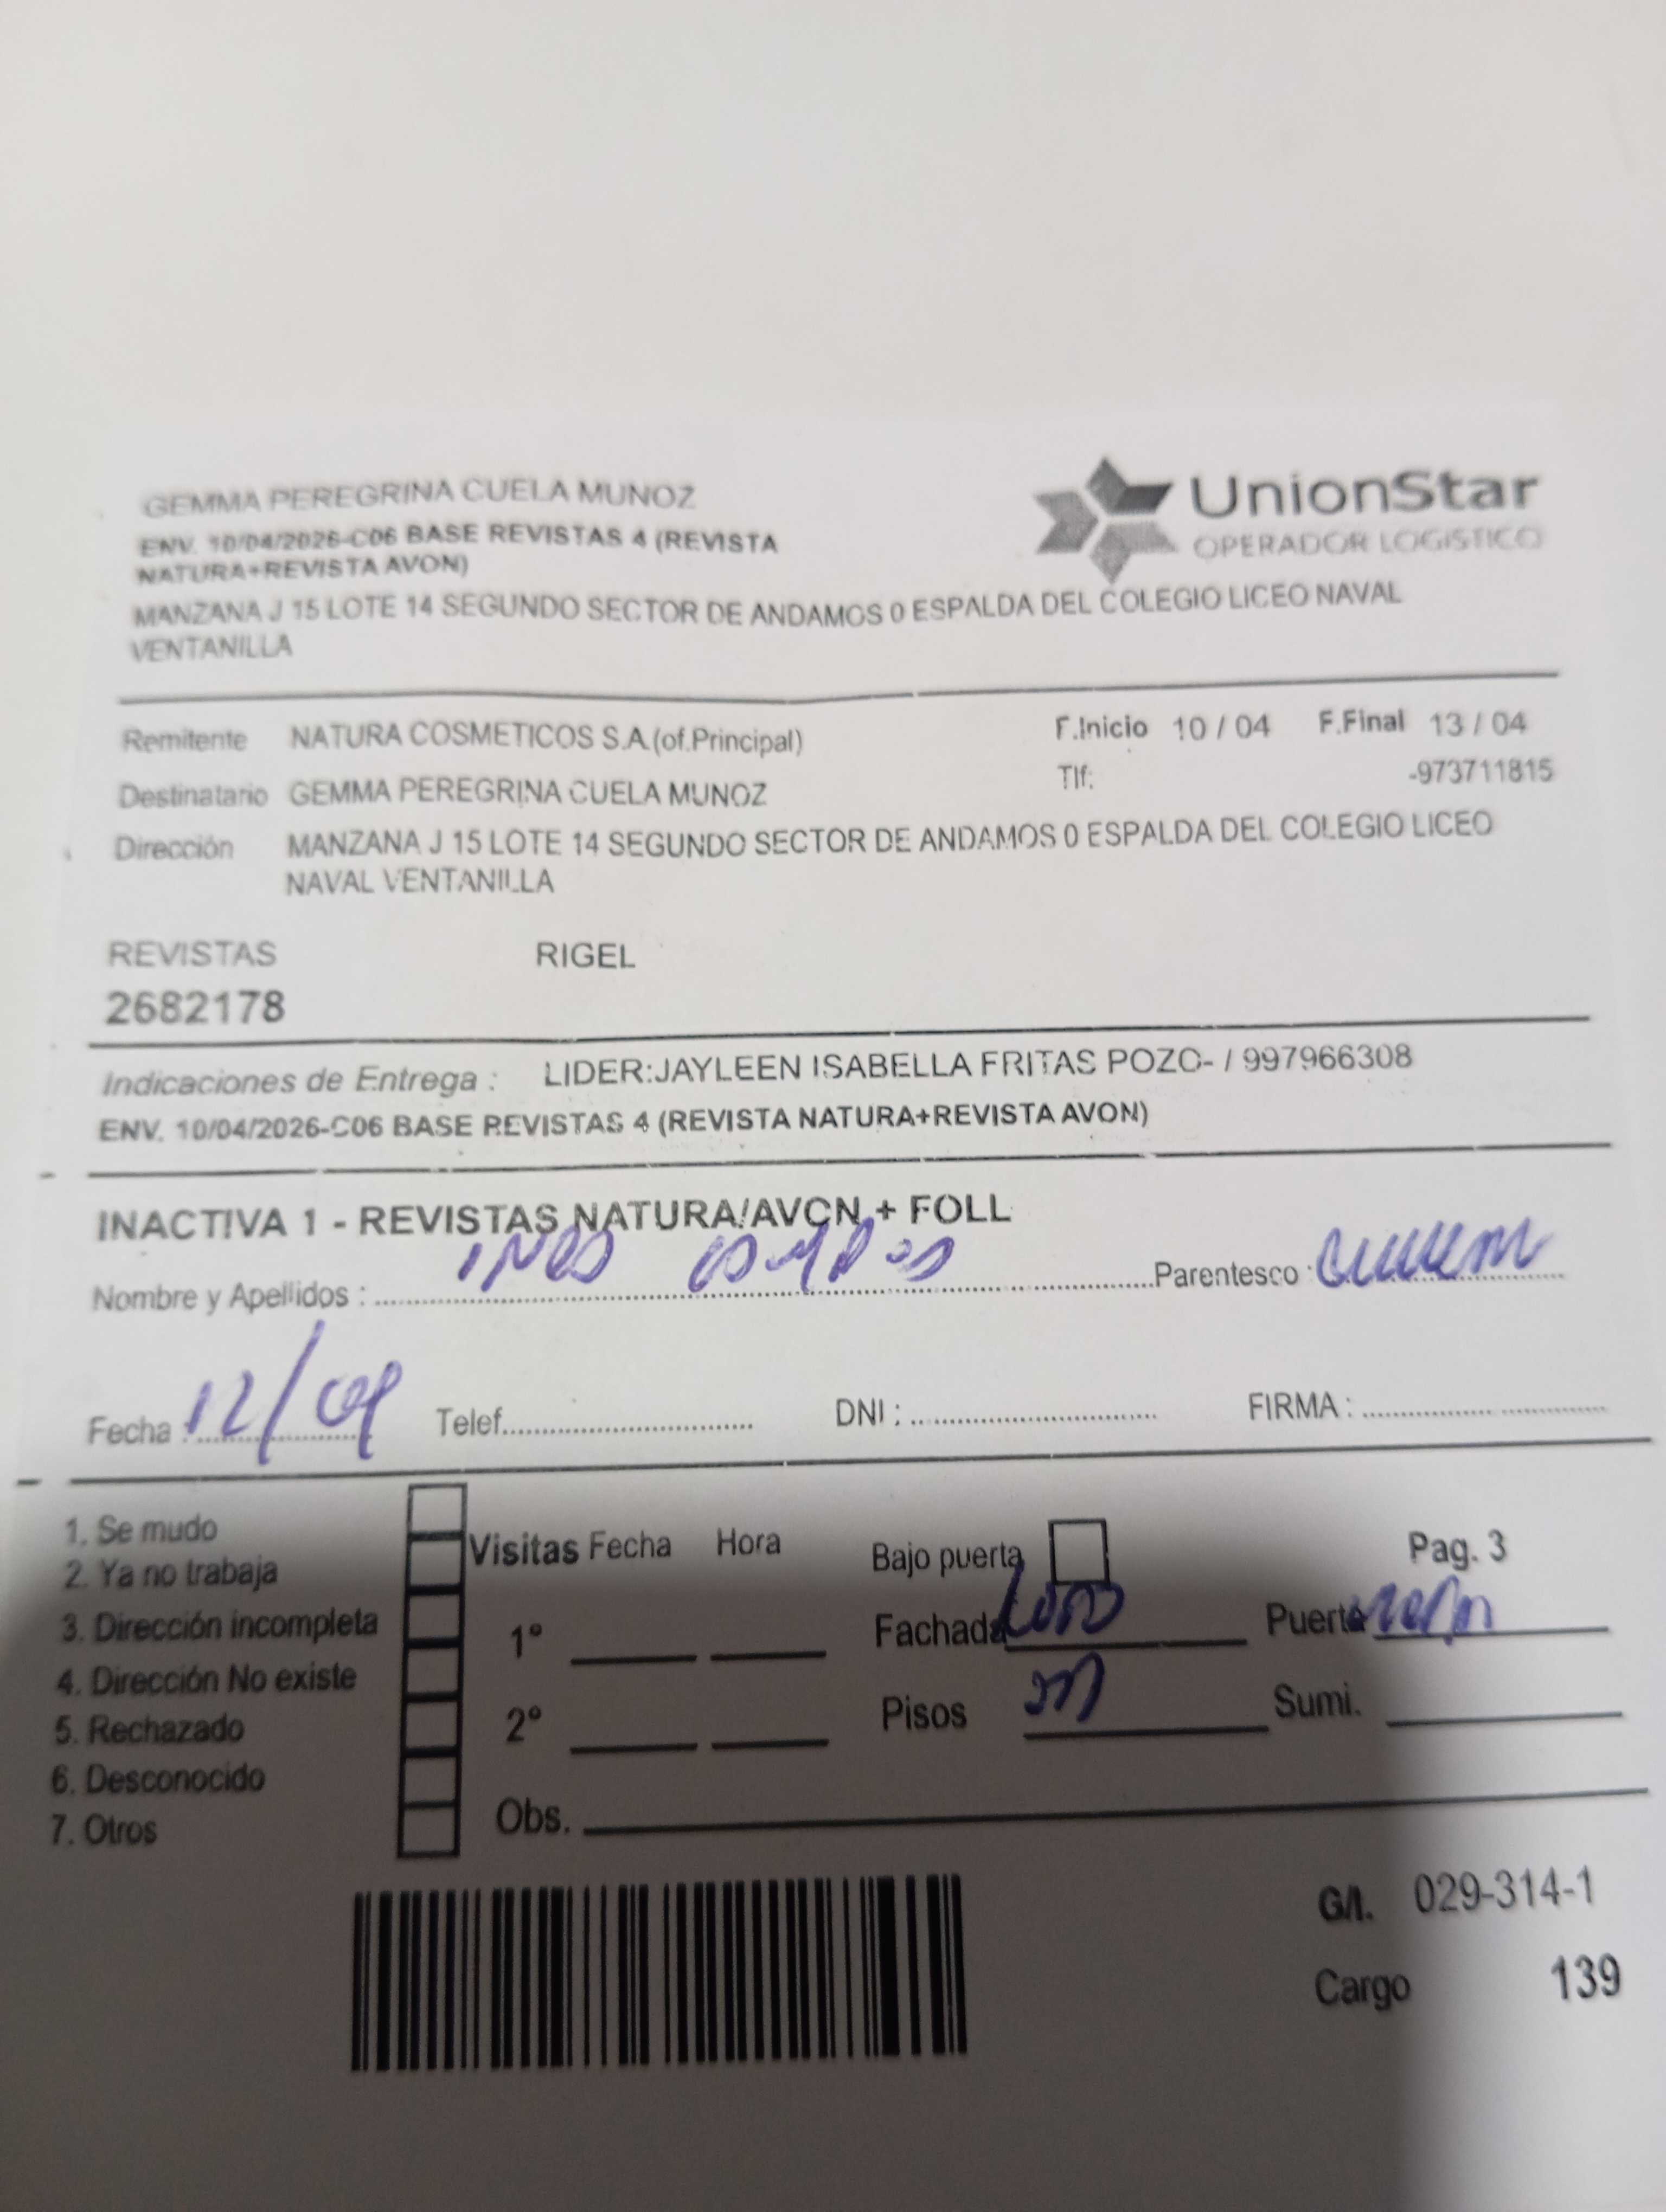 GEMMA PEREGRINA CUELA MUNOZ
UnionStar
OPERADOR LOGISTICO
ENV. 10/04/2026-C06 BASE REVISTAS 4 (REVISTA
NATURA+REVISTA AVON)
MANZANA J 15 LOTE 14 SEGUNDO SECTOR DE ANDAMOS 0 ESPALDA DEL COLEGIO LICEO NAVAL
VENTANILLA
Remitente NATURA COSMETICOS S.A.(of.Principal) F.Inicio 10 / 04 F.Final 13 / 04
Tlf: -973711815
Destinatario GEMMA PEREGRINA CUELA MUNOZ
Dirección MANZANA J 15 LOTE 14 SEGUNDO SECTOR DE ANDAMOS 0 ESPALDA DEL COLEGIO LICEO
NAVAL VENTANILLA
REVISTAS RIGEL
2682178
Indicaciones de Entrega : LIDER:JAYLEEN ISABELLA FRITAS POZO- / 997966308
ENV. 10/04/2026-C06 BASE REVISTAS 4 (REVISTA NATURA+REVISTA AVON)
INACTIVA 1 - REVISTAS NATURA/AVON + FOLL
Nombre y Apellidos : INES Parentesco :
Fecha : 12/04 Telef. DNI : FIRMA :
1. Se mudo
2. Ya no trabaja
3. Dirección incompleta
4. Dirección No existe
5. Rechazado
6. Desconocido
7. Otros
Visitas Fecha Hora
1°
2°
Obs.
Bajo puerta Pag. 3
Fachada Puerta
Pisos Sumi.
G/I. 029-314-1
Cargo 139